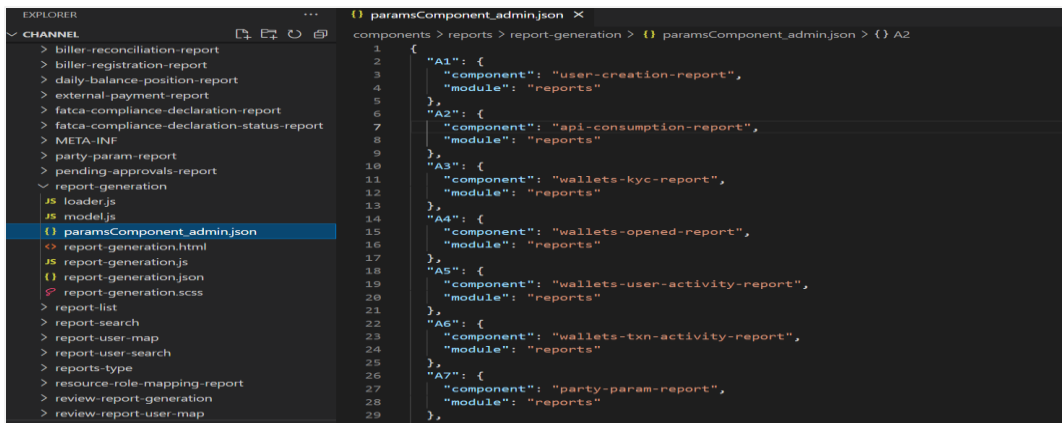 EXPLORER
···
CHANNEL
> biller-reconciliation-report
> biller-registration-report
> daily-balance-position-report
> external-payment-report
> fatca-compliance-declaration-report
> fatca-compliance-declaration-status-report
> META-INF
> party-param-report
> pending-approvals-report
report-generation
JS loader.js
JS model.js
{} paramsComponent_admin.json
<> report-generation.html
JS report-generation.js
{} report-generation.json
report-generation.scss
> report-list
> report-search
> report-user-map
> report-user-search
> reports-type
> resource-role-mapping-report
> review-report-generation
> review-report-user-map
{} paramsComponent_admin.json ×
components > reports > report-generation > {} paramsComponent_admin.json > {} A2
1 {
2 "A1": {
3 "component": "user-creation-report",
4 "module": "reports"
5 },
6 "A2": {
7 "component": "api-consumption-report",
8 "module": "reports"
9 },
10 "A3": {
11 "component": "wallets-kyc-report",
12 "module": "reports"
13 },
14 "A4": {
15 "component": "wallets-opened-report",
16 "module": "reports"
17 },
18 "A5": {
19 "component": "wallets-user-activity-report",
20 "module": "reports"
21 },
22 "A6": {
23 "component": "wallets-txn-activity-report",
24 "module": "reports"
25 },
26 "A7": {
27 "component": "party-param-report",
28 "module": "reports"
29 },